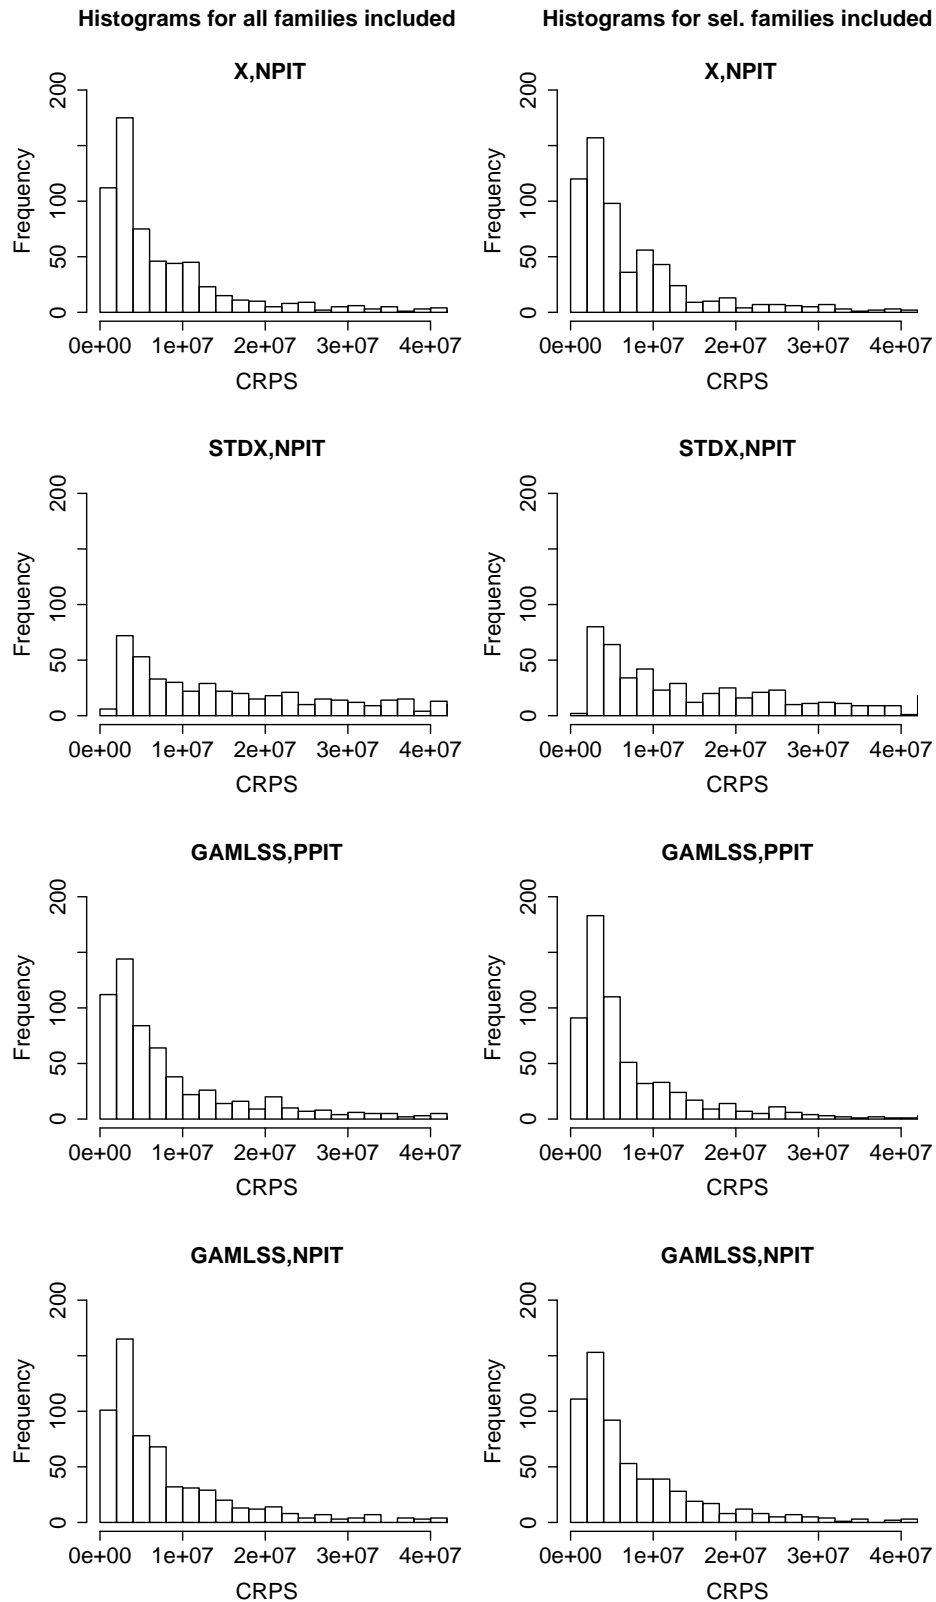 Histograms for all families included
Histograms for sel. families included
X,NPIT
Frequency
200
100
50
0
0e+00 1e+07 2e+07 3e+07 4e+07
CRPS
X,NPIT
Frequency
200
100
50
0
0e+00 1e+07 2e+07 3e+07 4e+07
CRPS
STDX,NPIT
Frequency
200
100
50
0
0e+00 1e+07 2e+07 3e+07 4e+07
CRPS
STDX,NPIT
Frequency
200
100
50
0
0e+00 1e+07 2e+07 3e+07 4e+07
CRPS
GAMLSS,PPIT
Frequency
200
100
50
0
0e+00 1e+07 2e+07 3e+07 4e+07
CRPS
GAMLSS,PPIT
Frequency
200
100
50
0
0e+00 1e+07 2e+07 3e+07 4e+07
CRPS
GAMLSS,NPIT
Frequency
200
100
50
0
0e+00 1e+07 2e+07 3e+07 4e+07
CRPS
GAMLSS,NPIT
Frequency
200
100
50
0
0e+00 1e+07 2e+07 3e+07 4e+07
CRPS